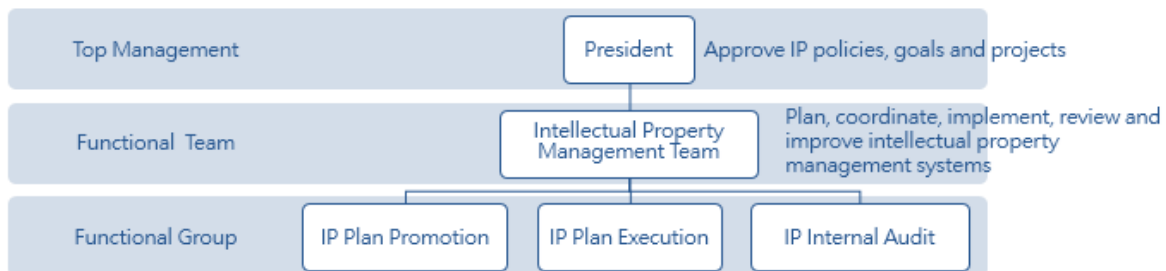 Top Management
President
Approve IP policies, goals and projects
Functional Team
Intellectual Property
Management Team
Plan, coordinate, implement, review and
improve intellectual property
management systems
Functional Group
IP Plan Promotion
IP Plan Execution
IP Internal Audit